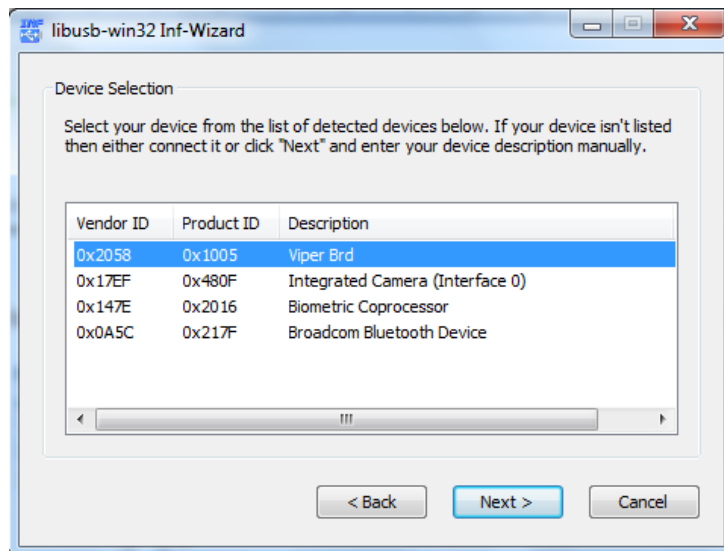 libusb-win32 Inf-Wizard
Device Selection
Select your device from the list of detected devices below. If your device isn't listed
then either connect it or click "Next" and enter your device description manually.
Vendor ID Product ID Description
0x2058 0x1005 Viper Brd
0x17EF 0x480F Integrated Camera (Interface 0)
0x147E 0x2016 Biometric Coprocessor
0x0A5C 0x217F Broadcom Bluetooth Device
< Back Next > Cancel